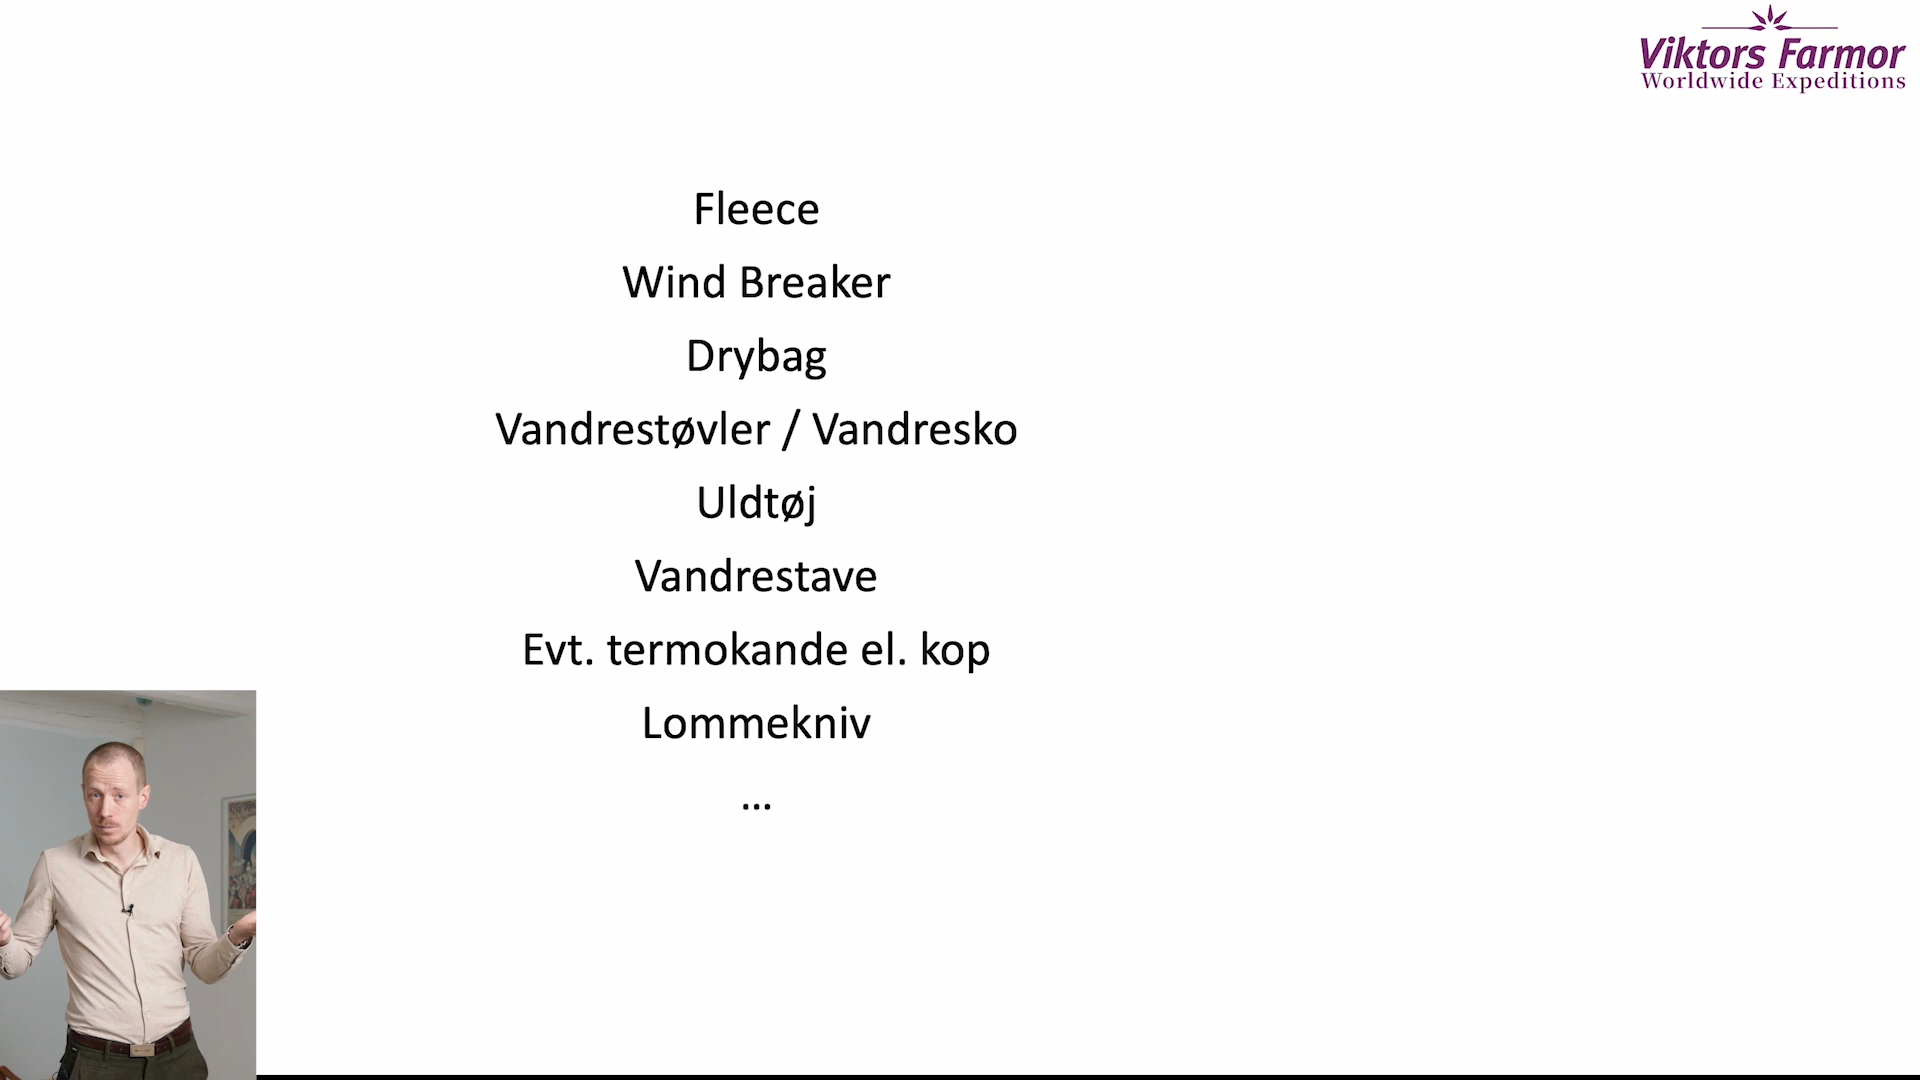 Viktors Farmor
Worldwide Expeditions
Fleece
Wind Breaker
Drybag
Vandrestøvler / Vandresko
Uldtøj
Vandrestave
Evt. termokande el. kop
Lommekniv
...